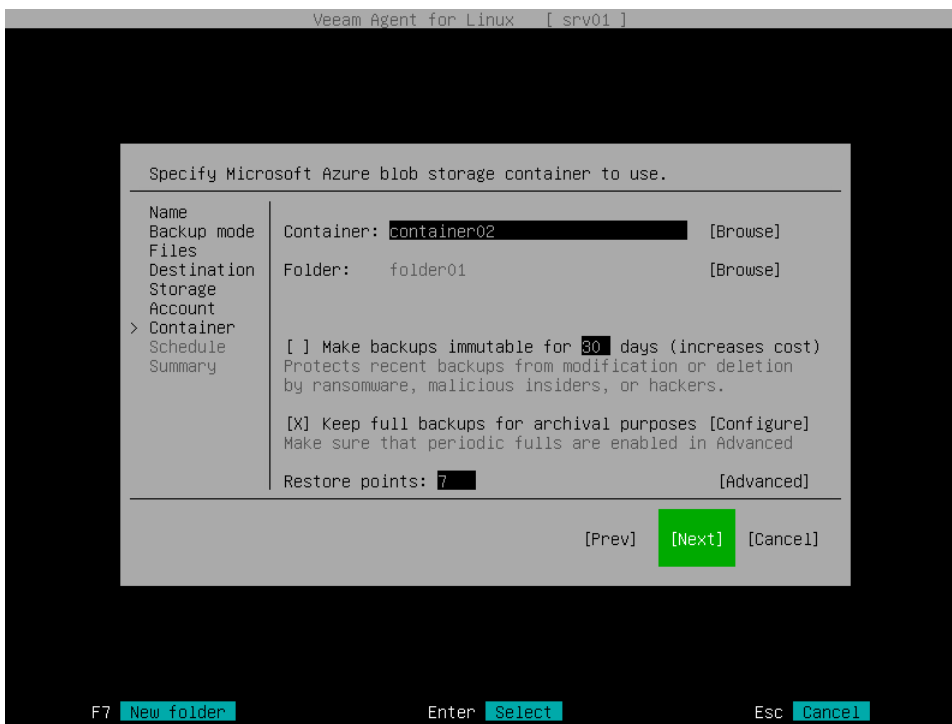 Veeam Agent for Linux [ srv01 ]
Specify Microsoft Azure blob storage container to use.
Name
Backup mode
Files
Destination
Storage
Account
> Container
Schedule
Summary
Container: container02 [Browse]
Folder: folder01 [Browse]
[ ] Make backups immutable for 30 days (increases cost)
Protects recent backups from modification or deletion
by ransomware, malicious insiders, or hackers.
[X] Keep full backups for archival purposes [Configure]
Make sure that periodic fulls are enabled in Advanced
Restore points: 7 [Advanced]
[Prev] [Next] [Cancel]
F7 New folder Enter Select Esc Cancel